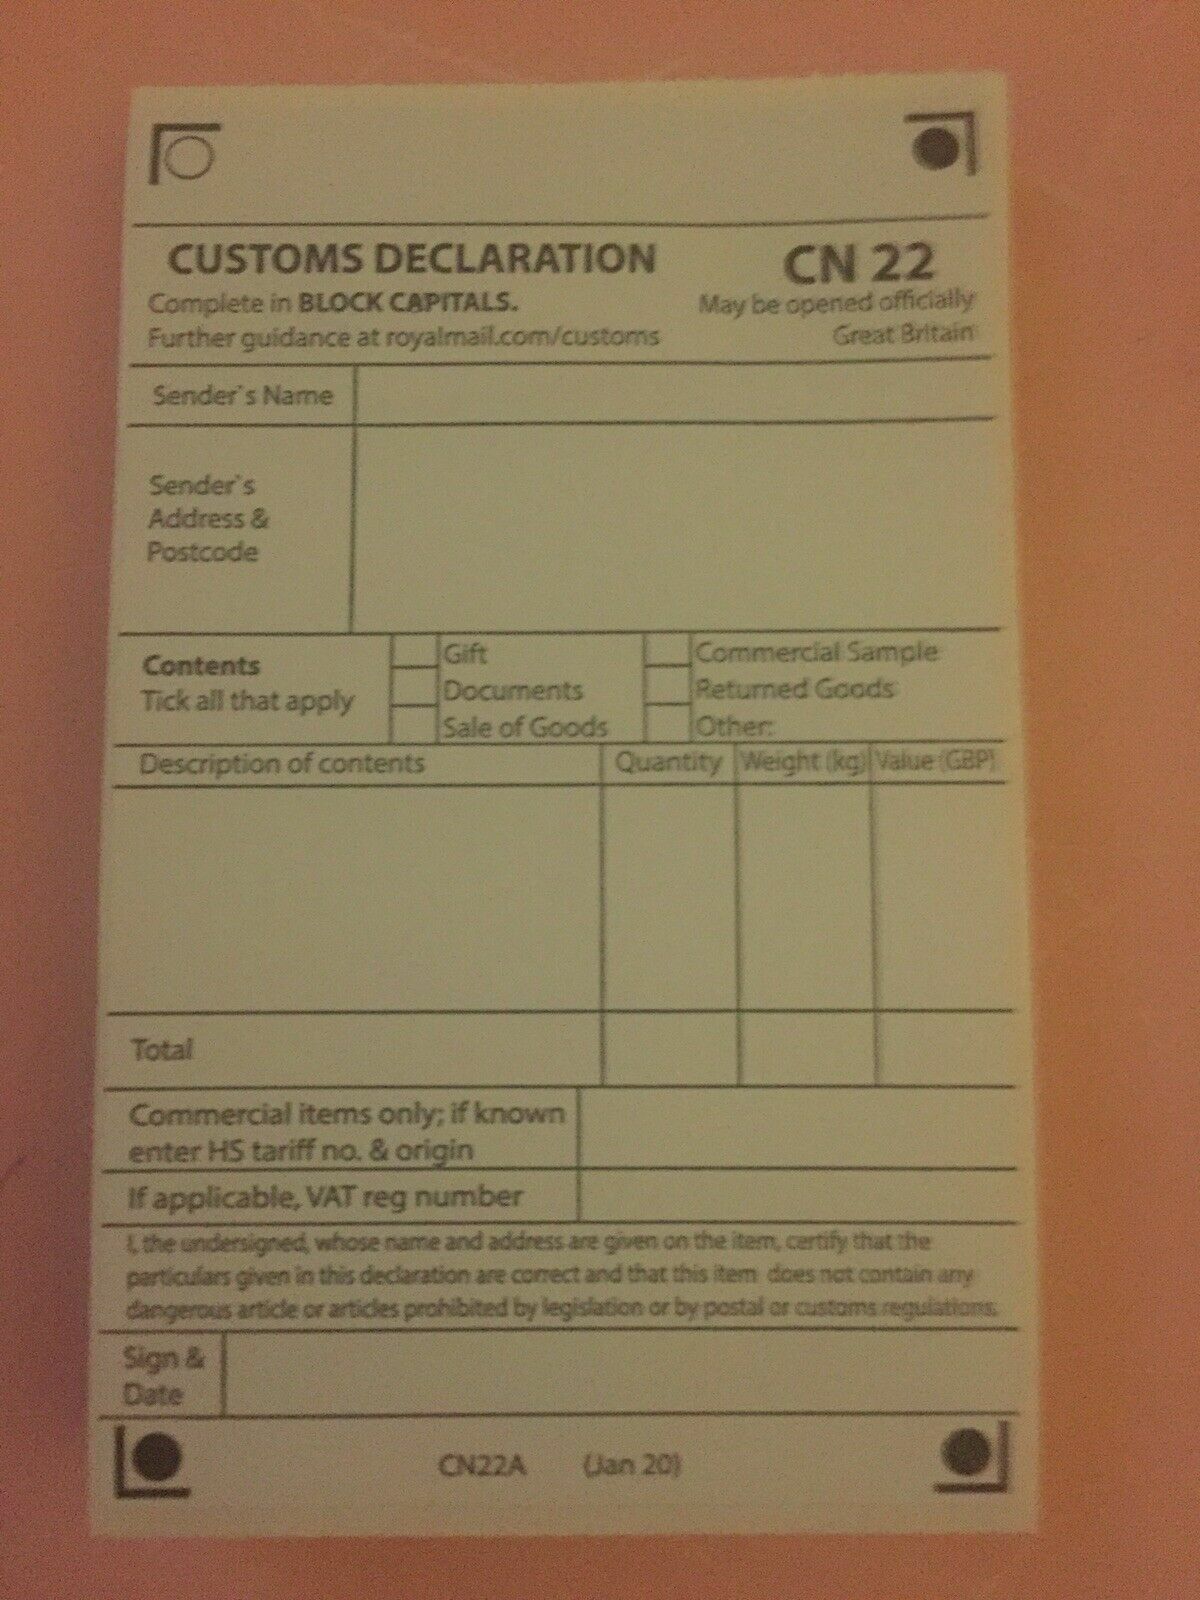 CUSTOMS DECLARATION CN 22
Complete in BLOCK CAPITALS. May be opened officially
Further guidance at royalmail.com/customs Great Britain
Sender`s Name
Sender`s
Address &
Postcode
Contents
Tick all that apply
Gift
Documents
Sale of Goods
Commercial Sample
Returned Goods
Other:
Description of contents Quantity Weight (kg) Value (GBP)
Total
Commercial items only; if known
enter HS tariff no. & origin
If applicable, VAT reg number
I, the undersigned, whose name and address are given on the item, certify that the
particulars given in this declaration are correct and that this item does not contain any
dangerous article or articles prohibited by legislation or by postal or customs regulations.
Sign &
Date
CN22A (Jan 20)